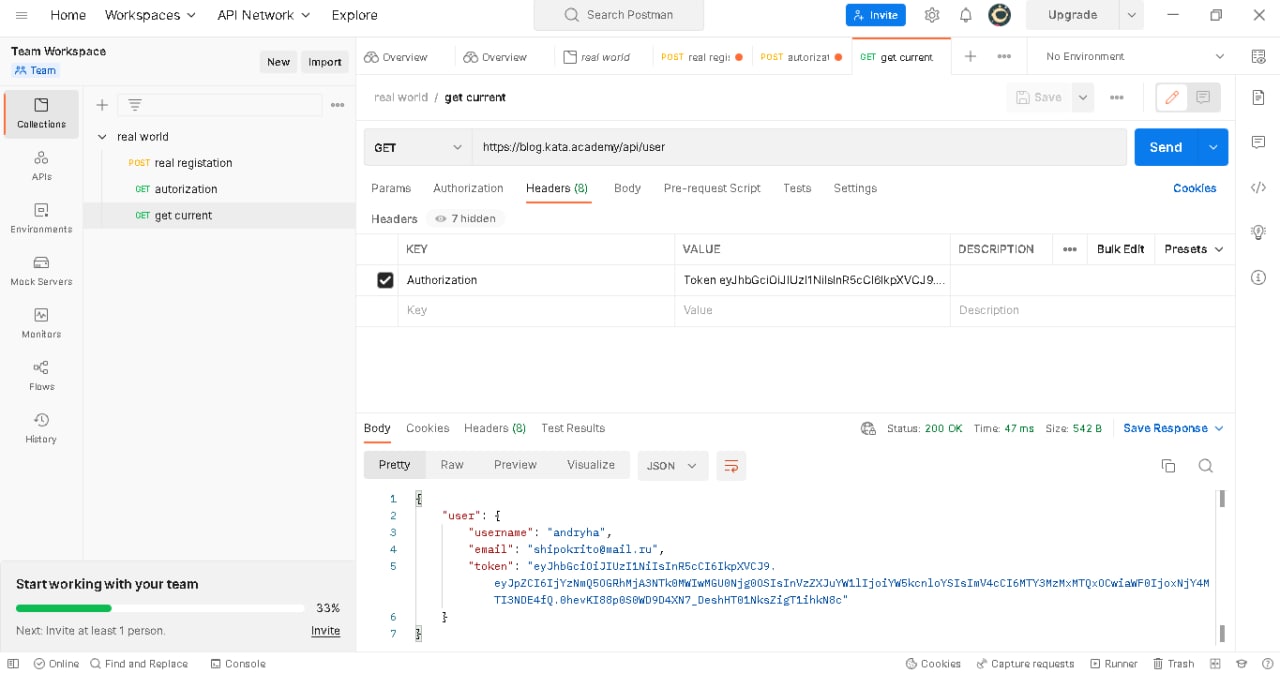 Home Workspaces API Network Explore Search Postman Invite Upgrade
Team Workspace
Team
New Import
Overview Overview real world POST real regis POST autorizat GET get current No Environment
real world / get current Save
Collections
APIs
Environments
Mock Servers
Monitors
Flows
History
real world
POST real registation
GET autorization
GET get current
GET https://blog.kata.academy/api/user Send
Params Authorization Headers (8) Body Pre-request Script Tests Settings Cookies
Headers 7 hidden
KEY VALUE DESCRIPTION ••• Bulk Edit Presets
Authorization Token eyJhbGciOiJIUzI1NiIsInR5cCI6IkpXVCJ9....
Key Value Description
Body Cookies Headers (8) Test Results Status: 200 OK Time: 47 ms Size: 542 B Save Response
Pretty Raw Preview Visualize JSON
1 {
2 "user": {
3 "username": "andryha",
4 "email": "shipokrito@mail.ru",
5 "token": "eyJhbGciOiJIUzI1NiIsInR5cCI6IkpXVCJ9.
6 }
7 }
Start working with your team
33%
Next: Invite at least 1 person. Invite
Online Find and Replace Console Cookies Capture requests Runner Trash